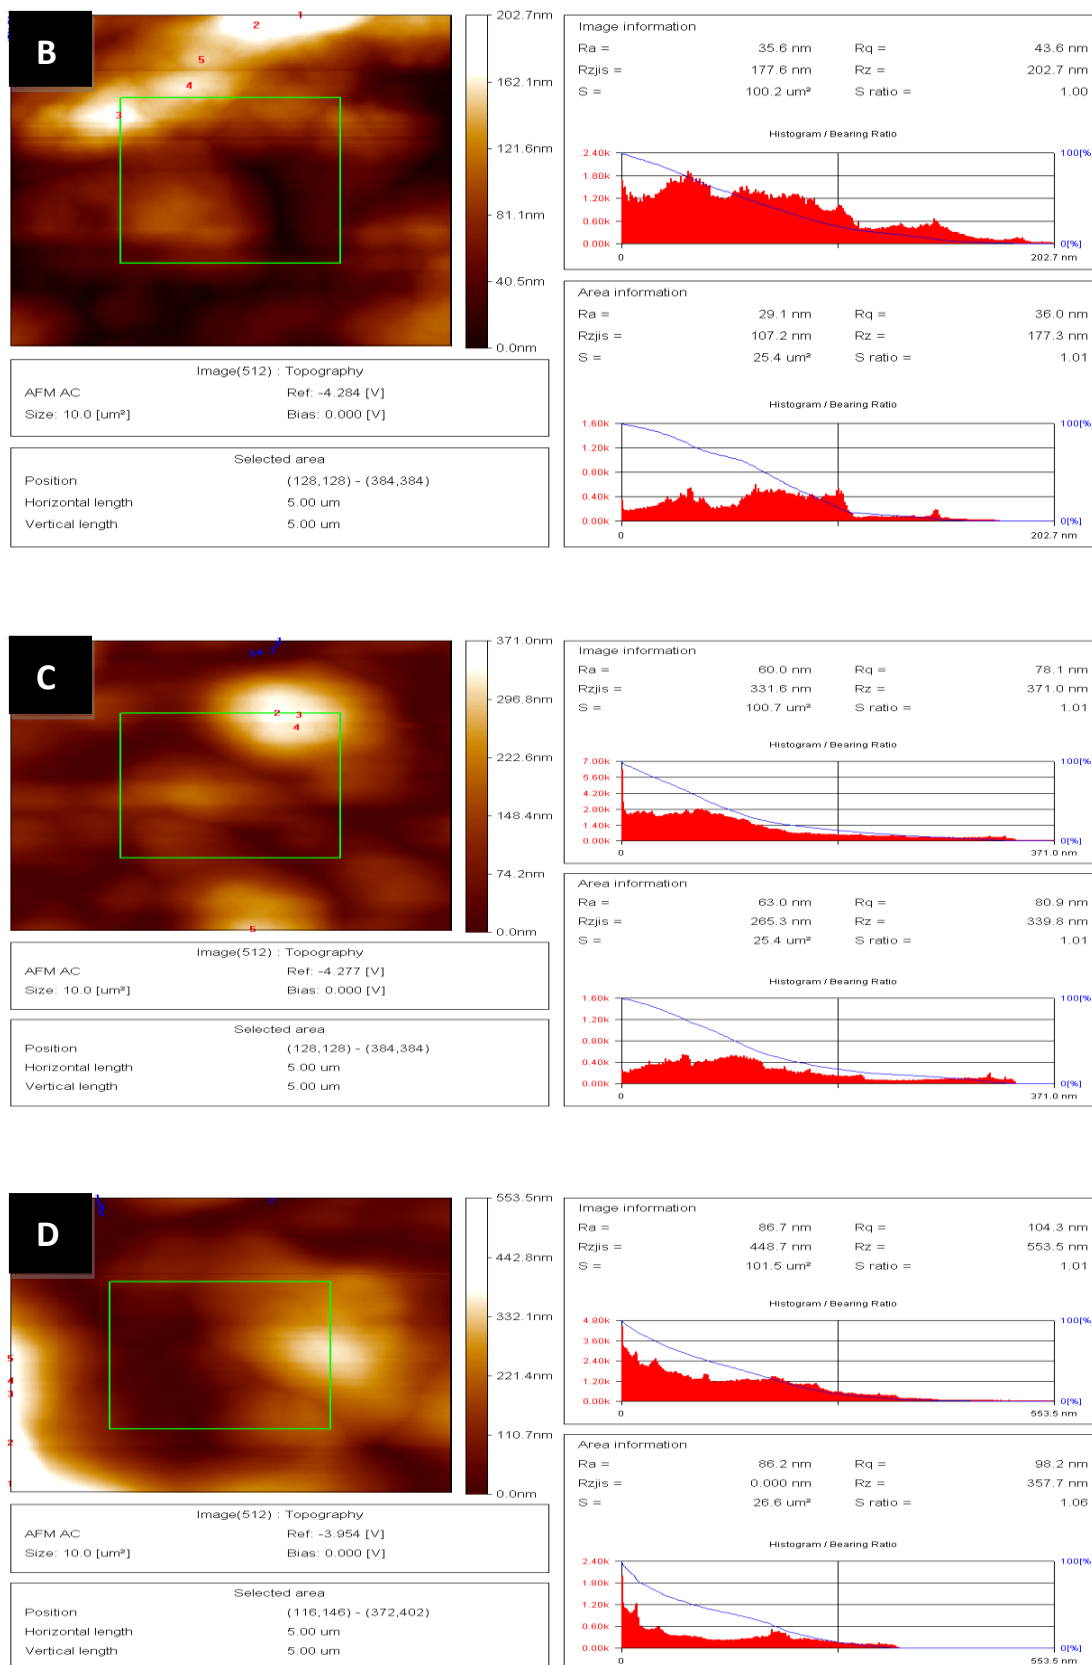 B
1
2
5
4
3
202.7nm
162.1nm
121.6nm
81.1nm
40.5nm
0.0nm
Image(512) : Topography
AFM AC Ref: -4.284 [V]
Size: 10.0 [um²] Bias: 0.000 [V]
Selected area
Position (128,128) - (384,384)
Horizontal length 5.00 um
Vertical length 5.00 um
Image information
Ra = 35.6 nm Rq = 43.6 nm
Rzjis = 177.6 nm Rz = 202.7 nm
S = 100.2 um² S ratio = 1.00
Histogram / Bearing Ratio
2.40k 100[%]
1.80k
1.20k
0.60k
0.00k 0[%]
0 202.7 nm
Area information
Ra = 29.1 nm Rq = 36.0 nm
Rzjis = 107.2 nm Rz = 177.3 nm
S = 25.4 um² S ratio = 1.01
Histogram / Bearing Ratio
1.60k 100[%]
1.20k
0.80k
0.40k
0.00k 0[%]
0 202.7 nm
C
1
2 3
4
5
371.0nm
296.8nm
222.6nm
148.4nm
74.2nm
0.0nm
Image(512) : Topography
AFM AC Ref: -4.277 [V]
Size: 10.0 [um²] Bias: 0.000 [V]
Selected area
Position (128,128) - (384,384)
Horizontal length 5.00 um
Vertical length 5.00 um
Image information
Ra = 60.0 nm Rq = 78.1 nm
Rzjis = 331.6 nm Rz = 371.0 nm
S = 100.7 um² S ratio = 1.01
Histogram / Bearing Ratio
7.00k 100[%]
5.60k
4.20k
2.80k
1.40k
0.00k 0[%]
0 371.0 nm
Area information
Ra = 63.0 nm Rq = 80.9 nm
Rzjis = 265.3 nm Rz = 339.8 nm
S = 25.4 um² S ratio = 1.01
Histogram / Bearing Ratio
1.60k 100[%]
1.20k
0.80k
0.40k
0.00k 0[%]
0 371.0 nm
D
5
4
3
2
1
553.5nm
442.8nm
332.1nm
221.4nm
110.7nm
0.0nm
Image(512) : Topography
AFM AC Ref: -3.954 [V]
Size: 10.0 [um²] Bias: 0.000 [V]
Selected area
Position (116,146) - (372,402)
Horizontal length 5.00 um
Vertical length 5.00 um
Image information
Ra = 86.7 nm Rq = 104.3 nm
Rzjis = 448.7 nm Rz = 553.5 nm
S = 101.5 um² S ratio = 1.01
Histogram / Bearing Ratio
4.80k 100[%]
3.60k
2.40k
1.20k
0.00k 0[%]
0 553.5 nm
Area information
Ra = 86.2 nm Rq = 98.2 nm
Rzjis = 0.000 nm Rz = 357.7 nm
S = 26.6 um² S ratio = 1.06
Histogram / Bearing Ratio
2.40k 100[%]
1.80k
1.20k
0.60k
0.00k 0[%]
0 553.5 nm